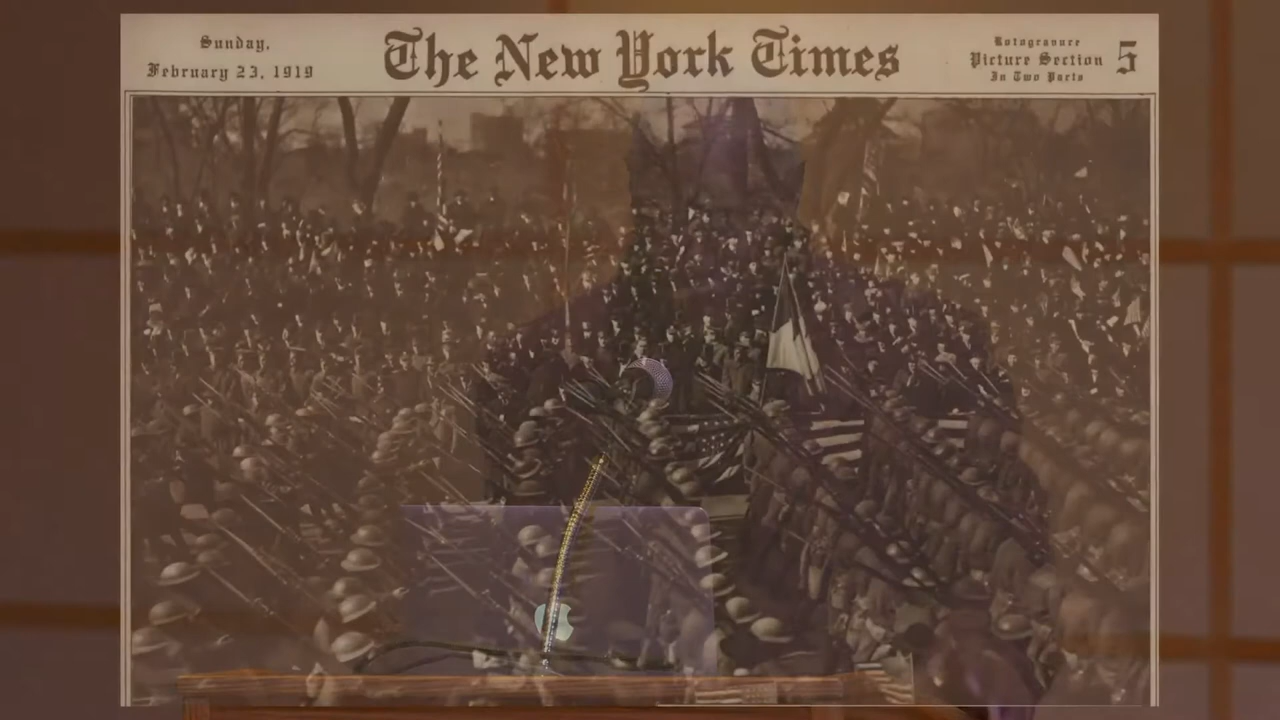 Sunday,
February 23, 1919
The New York Times
Rotogravure
Picture Section
In Two Parts
5